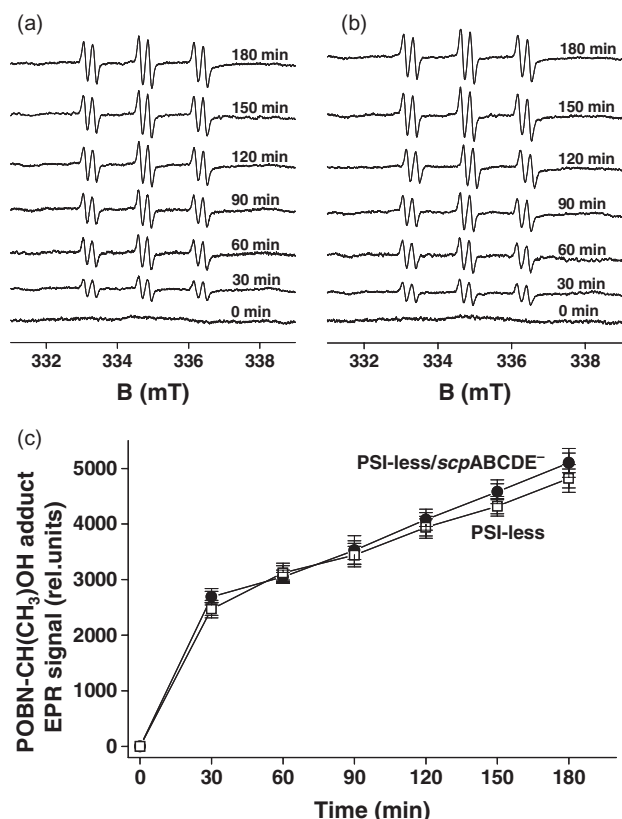 (a)
180 min
150 min
120 min
90 min
60 min
30 min
0 min
332 334 336 338
B (mT)
(b)
180 min
150 min
120 min
90 min
60 min
30 min
0 min
332 334 336 338
B (mT)
(c)
POBN-CH(CH₃)OH adduct
EPR signal (rel.units)
5000
4000
3000
2000
1000
0
PSI-less/scpABCDE⁻
PSI-less
0 30 60 90 120 150 180
Time (min)